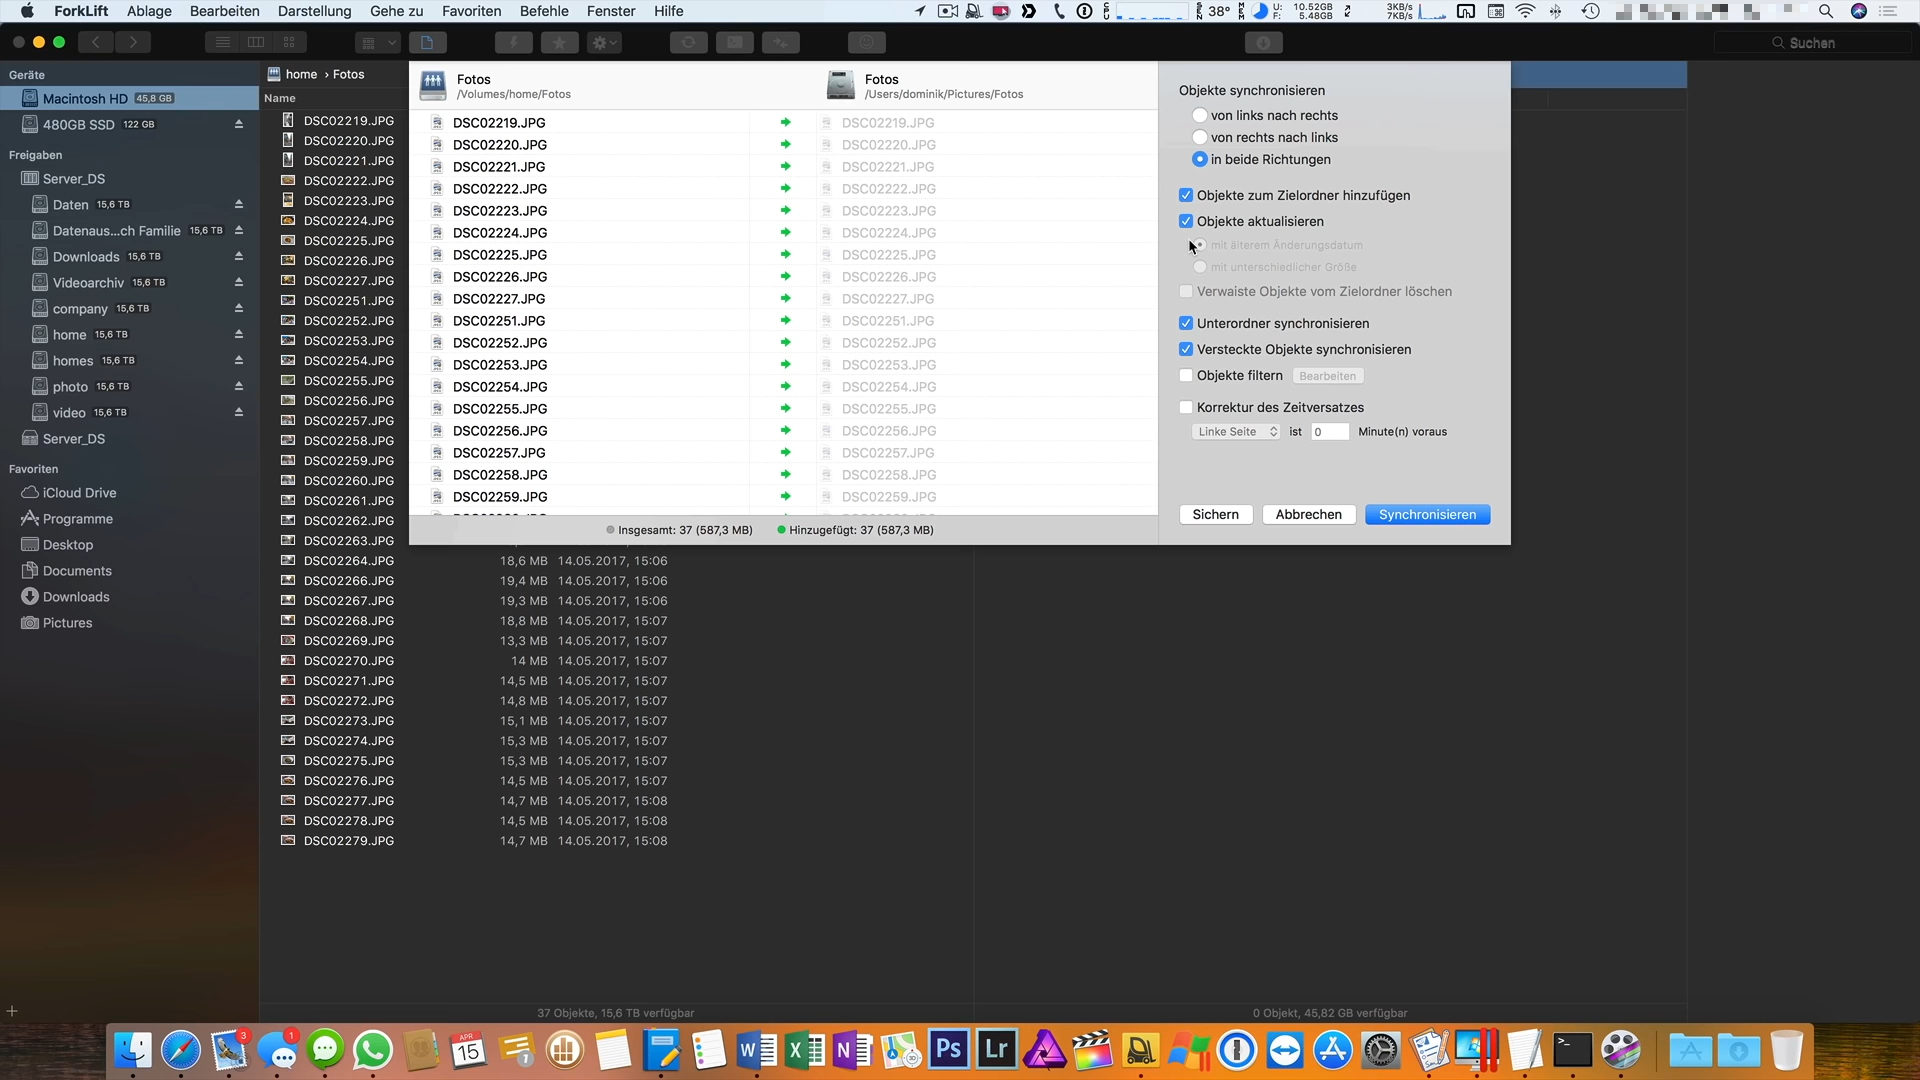 ForkLift Ablage Bearbeiten Darstellung Gehe zu Favoriten Befehle Fenster Hilfe
38° U: 10.52GB F: 5.48GB 3KB/s 7KB/s
Suchen
Geräte
Macintosh HD 45,8 GB
480GB SSD 122 GB
Freigaben
Server_DS
Daten 15,6 TB
Datenaus...ch Familie 15,6 TB
Downloads 15,6 TB
Videoarchiv 15,6 TB
company 15,6 TB
home 15,6 TB
homes 15,6 TB
photo 15,6 TB
video 15,6 TB
Server_DS
Favoriten
iCloud Drive
Programme
Desktop
Documents
Downloads
Pictures
home › Fotos
Name
DSC02219.JPG
DSC02220.JPG
DSC02221.JPG
DSC02222.JPG
DSC02223.JPG
DSC02224.JPG
DSC02225.JPG
DSC02226.JPG
DSC02227.JPG
DSC02251.JPG
DSC02252.JPG
DSC02253.JPG
DSC02254.JPG
DSC02255.JPG
DSC02256.JPG
DSC02257.JPG
DSC02258.JPG
DSC02259.JPG
DSC02260.JPG
DSC02261.JPG
DSC02262.JPG
DSC02263.JPG
DSC02264.JPG 18,6 MB 14.05.2017, 15:06
DSC02266.JPG 19,4 MB 14.05.2017, 15:06
DSC02267.JPG 19,3 MB 14.05.2017, 15:06
DSC02268.JPG 18,8 MB 14.05.2017, 15:07
DSC02269.JPG 13,3 MB 14.05.2017, 15:07
DSC02270.JPG 14 MB 14.05.2017, 15:07
DSC02271.JPG 14,5 MB 14.05.2017, 15:07
DSC02272.JPG 14,8 MB 14.05.2017, 15:07
DSC02273.JPG 15,1 MB 14.05.2017, 15:07
DSC02274.JPG 15,3 MB 14.05.2017, 15:07
DSC02275.JPG 15,3 MB 14.05.2017, 15:07
DSC02276.JPG 14,5 MB 14.05.2017, 15:07
DSC02277.JPG 14,7 MB 14.05.2017, 15:08
DSC02278.JPG 14,5 MB 14.05.2017, 15:08
DSC02279.JPG 14,7 MB 14.05.2017, 15:08
37 Objekte, 15,6 TB verfügbar
0 Objekt, 45,82 GB verfügbar
Fotos
/Volumes/home/Fotos
Fotos
/Users/dominik/Pictures/Fotos
DSC02219.JPG DSC02219.JPG
DSC02220.JPG DSC02220.JPG
DSC02221.JPG DSC02221.JPG
DSC02222.JPG DSC02222.JPG
DSC02223.JPG DSC02223.JPG
DSC02224.JPG DSC02224.JPG
DSC02225.JPG DSC02225.JPG
DSC02226.JPG DSC02226.JPG
DSC02227.JPG DSC02227.JPG
DSC02251.JPG DSC02251.JPG
DSC02252.JPG DSC02252.JPG
DSC02253.JPG DSC02253.JPG
DSC02254.JPG DSC02254.JPG
DSC02255.JPG DSC02255.JPG
DSC02256.JPG DSC02256.JPG
DSC02257.JPG DSC02257.JPG
DSC02258.JPG DSC02258.JPG
DSC02259.JPG DSC02259.JPG
Insgesamt: 37 (587,3 MB) Hinzugefügt: 37 (587,3 MB)
Objekte synchronisieren
von links nach rechts
von rechts nach links
in beide Richtungen
Objekte zum Zielordner hinzufügen
Objekte aktualisieren
mit älterem Änderungsdatum
mit unterschiedlicher Größe
Verwaiste Objekte vom Zielordner löschen
Unterordner synchronisieren
Versteckte Objekte synchronisieren
Objekte filtern Bearbeiten
Korrektur des Zeitversatzes
Linke Seite ist 0 Minute(n) voraus
Sichern Abbrechen Synchronisieren
3 1 APR 15 W X N 3D Ps Lr